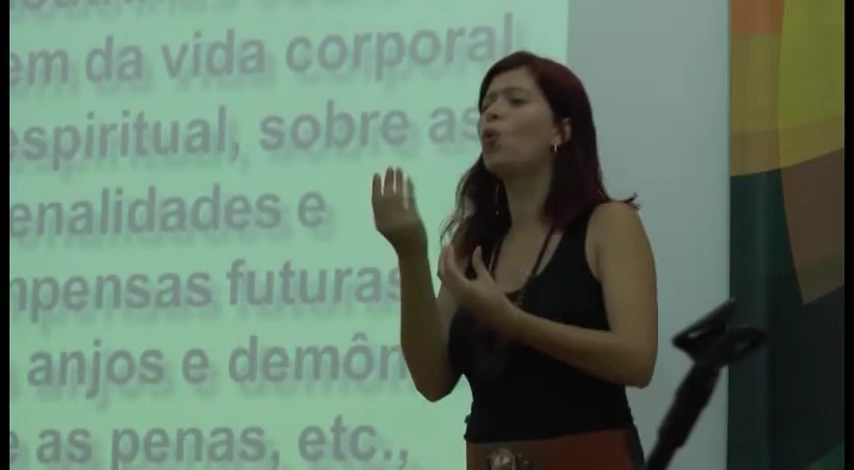 em da vida corporal
espiritual, sobre as
enalidades e
mpensas futuras
anjos e demôn
e as penas, etc.,